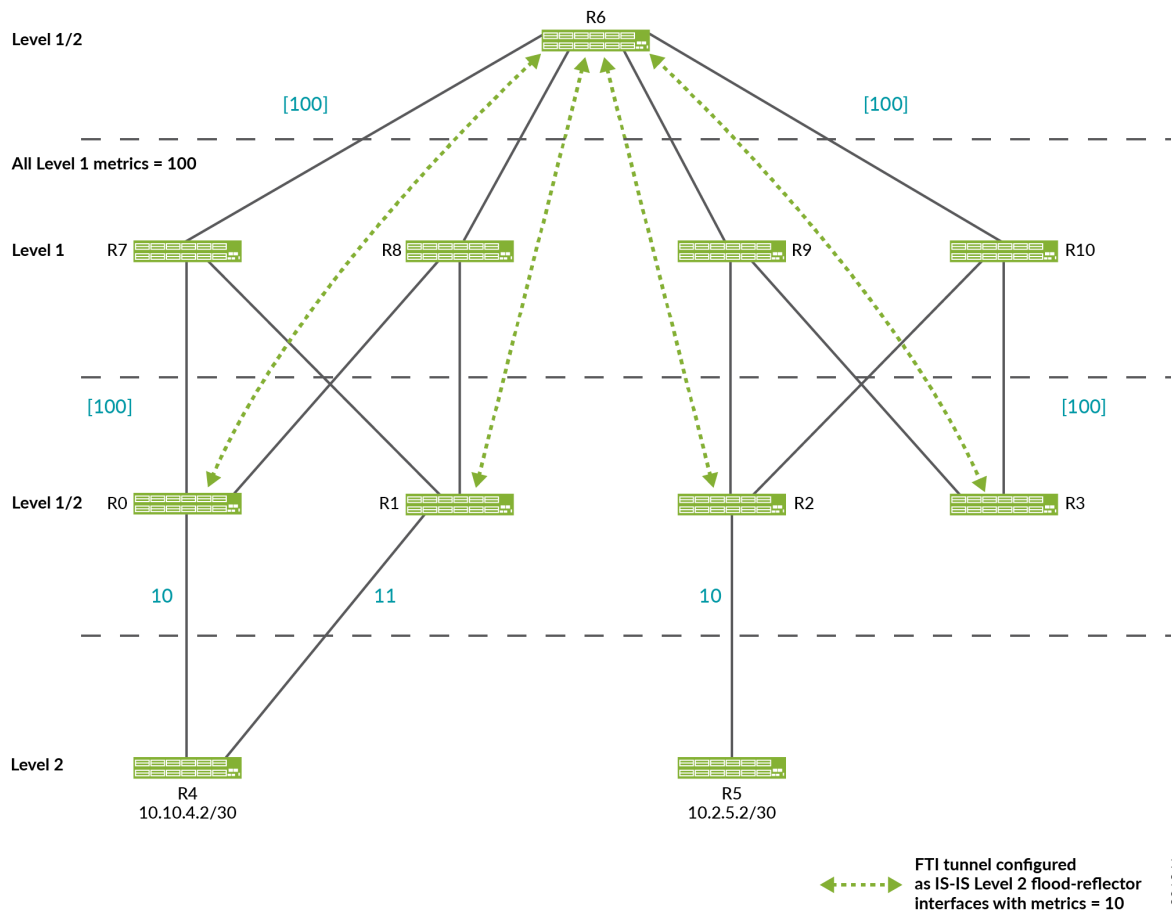 R6
Level 1/2
[100]
[100]
All Level 1 metrics = 100
Level 1
R7
R8
R9
R10
[100]
[100]
Level 1/2
R0
R1
R2
R3
10
11
10
Level 2
R4
10.10.4.2/30
R5
10.2.5.2/30
FTI tunnel configured
as IS-IS Level 2 flood-reflector
interfaces with metrics = 10